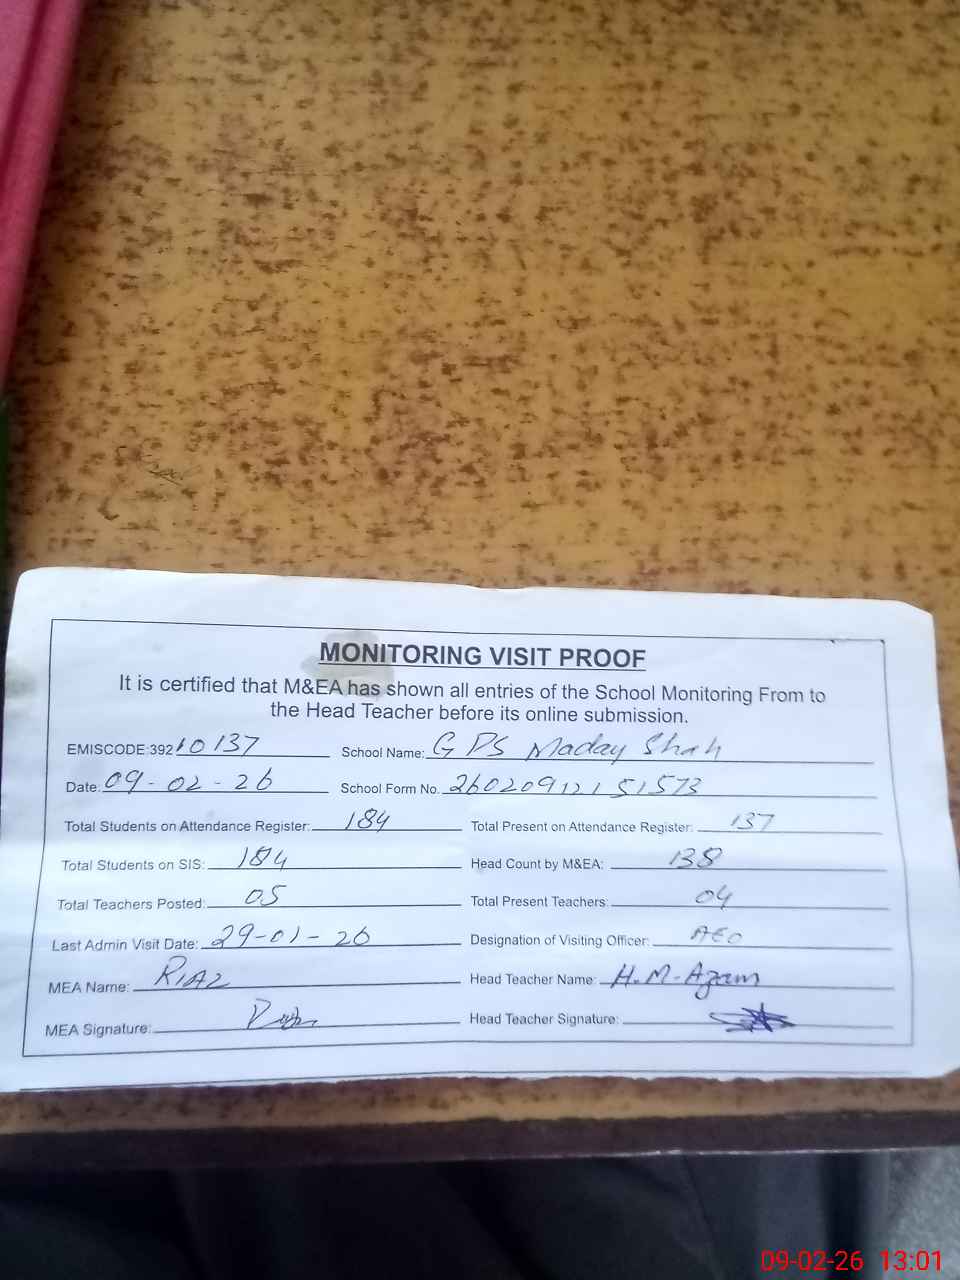 MONITORING VISIT PROOF
It is certified that M&EA has shown all entries of the School Monitoring From to
the Head Teacher before its online submission.
EMISCODE:392 10137 School Name: GPS Maday Shah
Date: 09-02-26 School Form No. 26020912151573
Total Students on Attendance Register: 184 Total Present on Attendance Register: 137
Total Students on SIS: 184 Head Count by M&EA: 138
Total Teachers Posted: 05 Total Present Teachers: 04
Last Admin Visit Date: 29-01-26 Designation of Visiting Officer: AEO
MEA Name: RIAZ Head Teacher Name: H.M-Azam
MEA Signature: Head Teacher Signature:
09-02-26 13:01